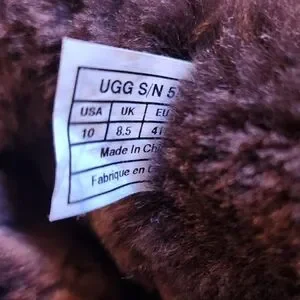 UGG S/N 5
USA UK EU
10 8.5 41
Made in Chi
Fabrique en C